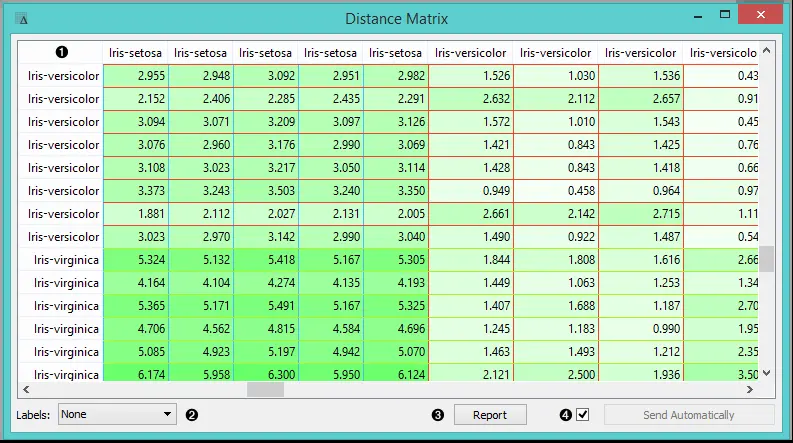 Distance Matrix
❶ Iris-setosa Iris-setosa Iris-setosa Iris-setosa Iris-setosa Iris-versicolor Iris-versicolor Iris-versicolor Iris-versicolo
Iris-versicolor 2.955 2.948 3.092 2.951 2.982 1.526 1.030 1.536 0.43
Iris-versicolor 2.152 2.406 2.285 2.435 2.291 2.632 2.112 2.657 0.91
Iris-versicolor 3.094 3.071 3.209 3.097 3.126 1.572 1.010 1.543 0.45
Iris-versicolor 3.076 2.960 3.176 2.990 3.069 1.421 0.843 1.425 0.76
Iris-versicolor 3.108 3.023 3.217 3.050 3.114 1.428 0.843 1.418 0.66
Iris-versicolor 3.373 3.243 3.503 3.240 3.350 0.949 0.458 0.964 0.97
Iris-versicolor 1.881 2.112 2.027 2.131 2.005 2.661 2.142 2.715 1.11
Iris-versicolor 3.023 2.970 3.142 2.990 3.040 1.490 0.922 1.487 0.54
Iris-virginica 5.324 5.132 5.418 5.167 5.305 1.844 1.808 1.616 2.66
Iris-virginica 4.164 4.104 4.274 4.135 4.193 1.449 1.063 1.253 1.34
Iris-virginica 5.365 5.171 5.491 5.167 5.325 1.407 1.688 1.187 2.70
Iris-virginica 4.706 4.562 4.815 4.584 4.696 1.245 1.183 0.990 1.95
Iris-virginica 5.085 4.923 5.197 4.942 5.070 1.463 1.493 1.212 2.35
Iris-virginica 6.174 5.958 6.300 5.950 6.124 2.121 2.500 1.936 3.50
Labels: None ❷ ❸ Report ❹ Send Automatically